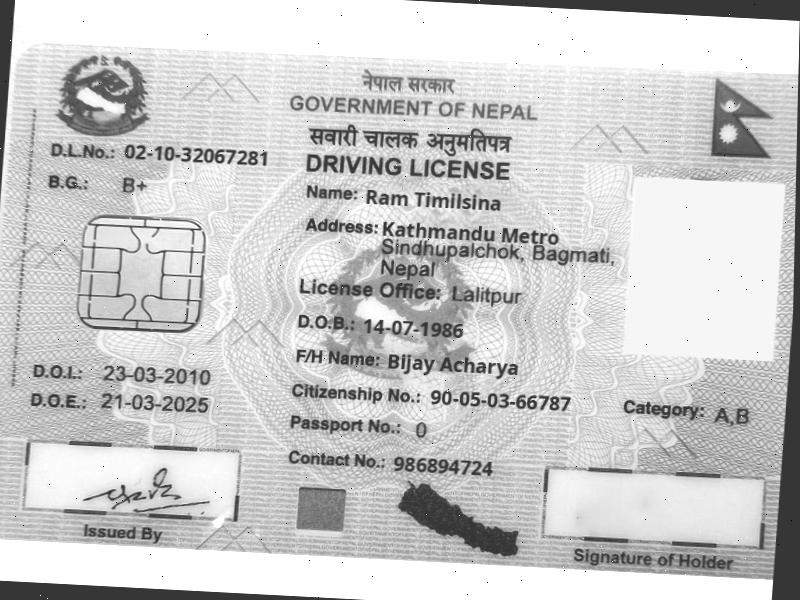 नेपाल सरकार
GOVERNMENT OF NEPAL
सवारी चालक अनुमतिपत्र
DRIVING LICENSE
D.L.No.: 02-10-32067281
B.G.: B+
Name: Ram Timilsina
Address: Kathmandu Metro
Sindhupalchok, Bagmati,
Nepal
License Office: Lalitpur
D.O.B.: 14-07-1986
F/H Name: Bijay Acharya
D.O.I.: 23-03-2010
D.O.E.: 21-03-2025
Citizenship No.: 90-05-03-66787
Category: A,B
Passport No.: 0
Contact No.: 986894724
Issued By
Signature of Holder